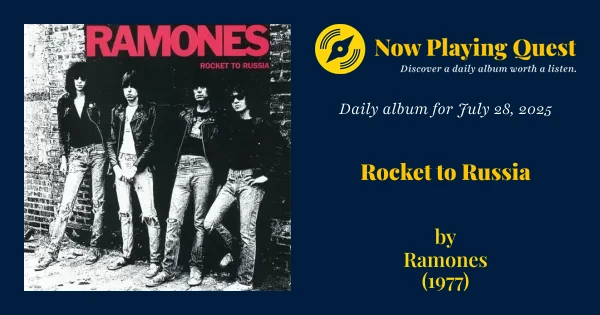 RAMONES
ROCKET TO RUSSIA
Now Playing Quest
Discover a daily album worth a listen.
Daily album for July 28, 2025
Rocket to Russia
by
Ramones
(1977)